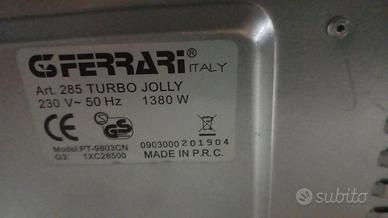 G3FERRARI®
ITALY
Art. 285 TURBO JOLLY
230 V~ 50 Hz 1380 W
CE
GS
0903000201904
Model:PT-9803CN
G3 1XC28500
MADE IN P.R.C.
subito